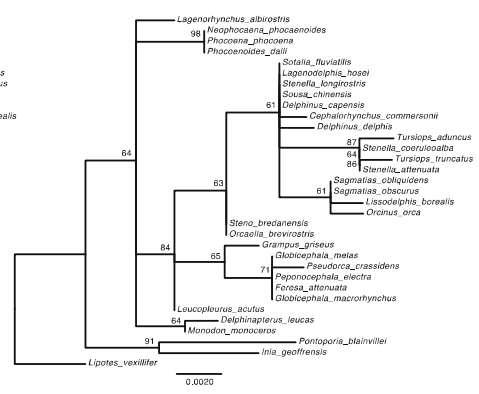 Lagenorhynchus_albirostris
Neophocaena_phocaenoides
98
Phocoena_phocoena
Phocoenoides_dalli
Sotalia_fluviatilis
Lagenodelphis_hosei
Stenella_longirostris
Sousa_chinensis
61
Delphinus_capensis
Cephalorhynchus_commersonii
Delphinus_delphis
Tursiops_aduncus
87
Stenella_coeruleoalba
64
Tursiops_truncatus
86
Stenella_attenuata
64
Sagmatias_obliquidens
63
61
Sagmatias_obscurus
Lissodelphis_borealis
Orcinus_orca
Steno_bredanensis
Orcaella_brevirostris
84
Grampus_griseus
65
Globicephala_melas
71
Pseudorca_crassidens
Peponocephala_electra
Feresa_attenuata
Globicephala_macrorhynchus
Leucopleurus_acutus
64
Delphinapterus_leucas
Monodon_monoceros
91
Pontoporia_blainvillei
Inia_geoffrensis
Lipotes_vexillifer
0.0020